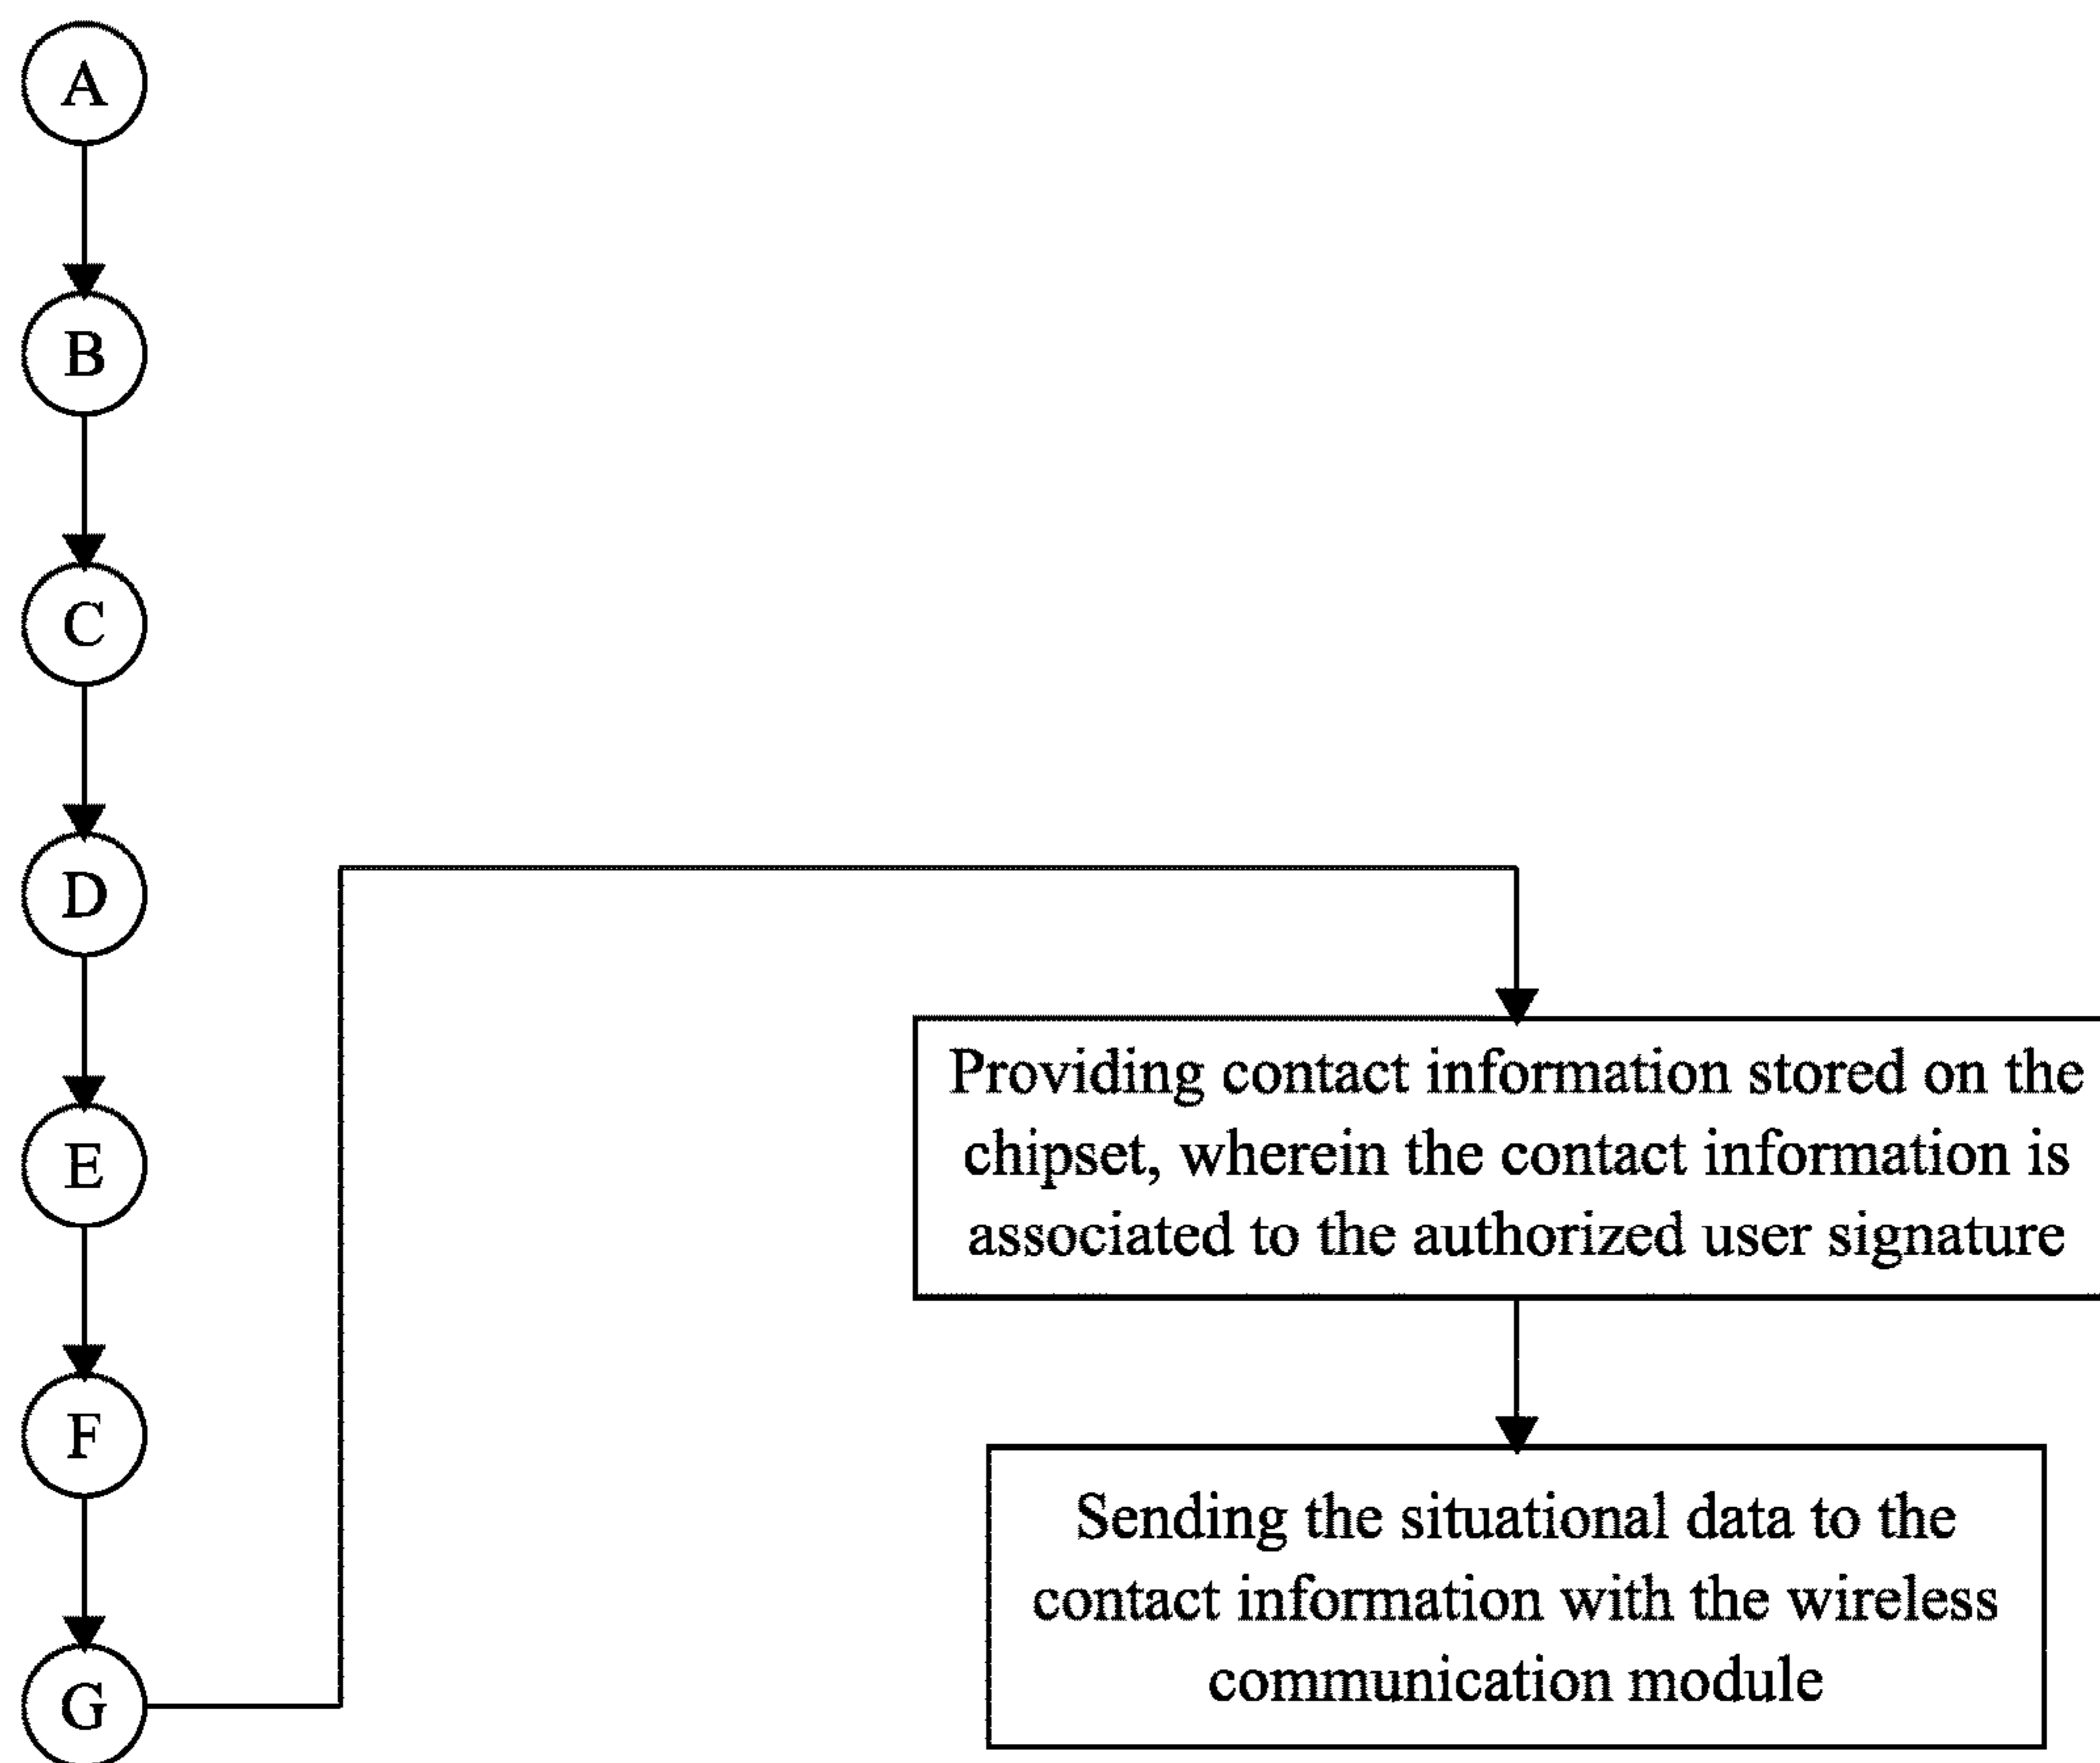 A
B
C
D
E
F
G
Providing contact information stored on the
chipset, wherein the contact information is
associated to the authorized user signature
Sending the situational data to the
contact information with the wireless
communication module